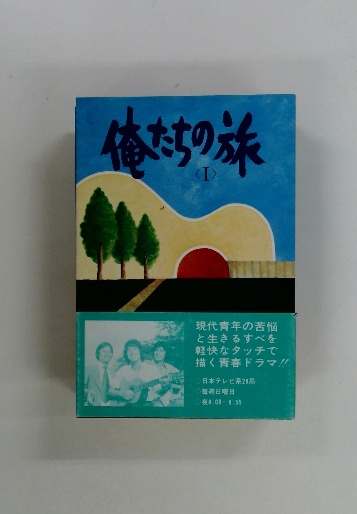 俺たちの旅
〈I〉
現代青年の苦悩
と生きるすべを
軽快なタッチで
描く青春ドラマ!!
○日本テレビ系28局
○毎週日曜日